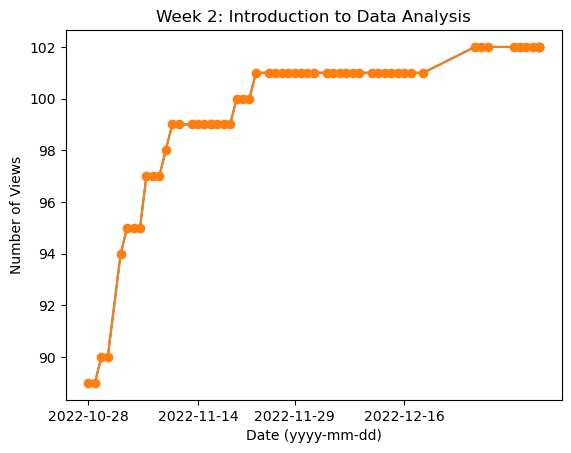 Week 2: Introduction to Data Analysis
102
100
98
96
94
92
90
Number of Views
2022-10-28 2022-11-14 2022-11-29 2022-12-16
Date (yyyy-mm-dd)